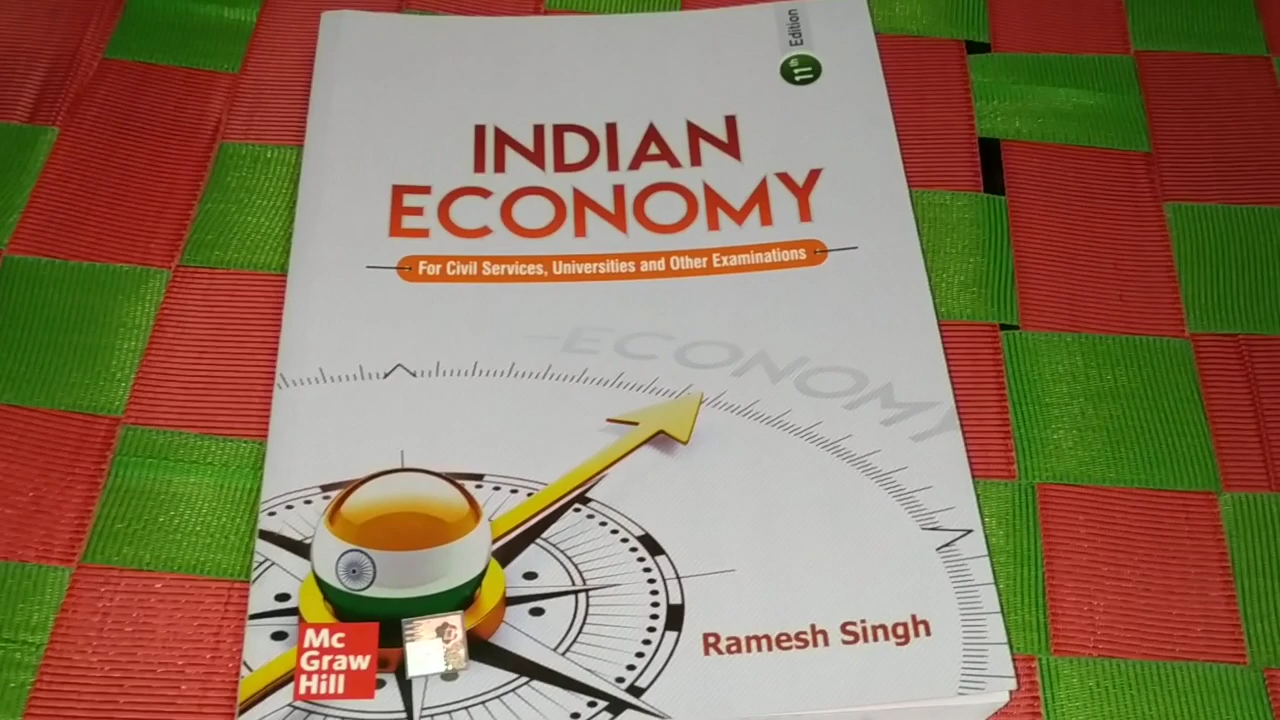 11th Edition
INDIAN
ECONOMY
For Civil Services, Universities and Other Examinations
ECONOMY
Ramesh Singh
Mc
Graw
Hill